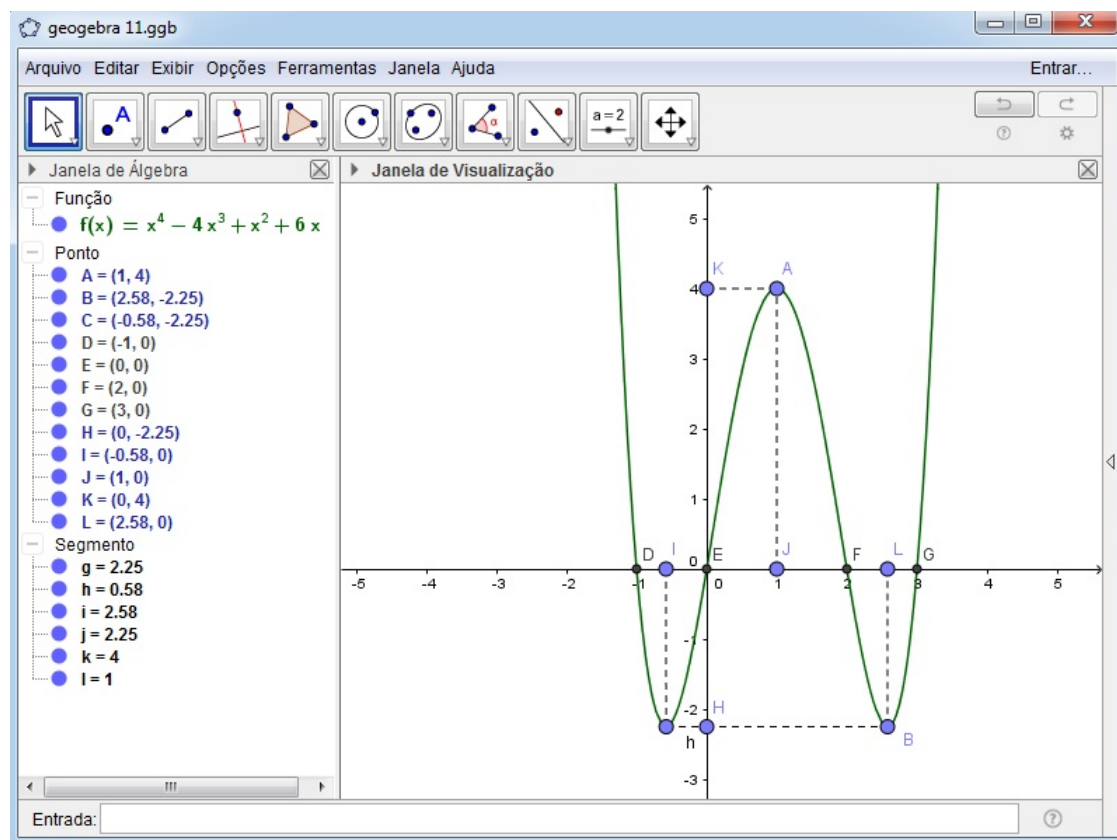 geogebra 11.ggb
Arquivo Editar Exibir Opções Ferramentas Janela Ajuda Entrar...
A
α
a = 2
Janela de Álgebra
Função
f(x) = x⁴ − 4 x³ + x² + 6 x
Ponto
A = (1, 4)
B = (2.58, -2.25)
C = (-0.58, -2.25)
D = (-1, 0)
E = (0, 0)
F = (2, 0)
G = (3, 0)
H = (0, -2.25)
I = (-0.58, 0)
J = (1, 0)
K = (0, 4)
L = (2.58, 0)
Segmento
g = 2.25
h = 0.58
i = 2.58
j = 2.25
k = 4
l = 1
Janela de Visualização
5
K A
4
3
2
1
0
D I E J F L G
-5 -4 -3 -2 -1 0 1 2 3 4 5
-1
-2 H
h B
-3
Entrada: